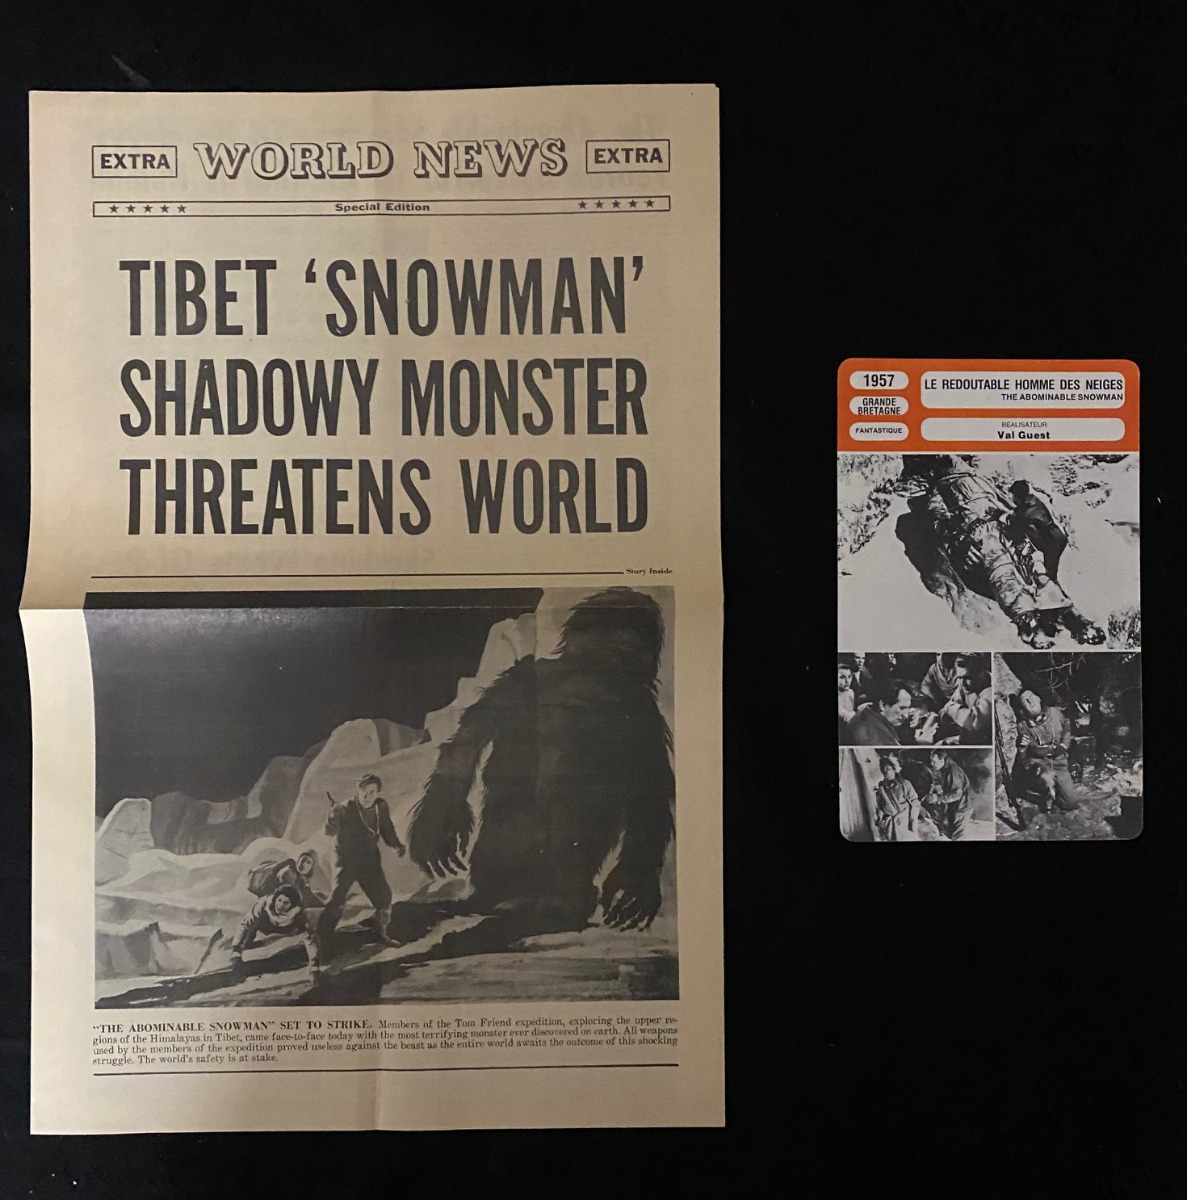 EXTRA WORLD NEWS EXTRA
★★★★★ Special Edition ★★★★★
TIBET ‘SNOWMAN’
SHADOWY MONSTER
THREATENS WORLD
Story Inside
"THE ABOMINABLE SNOWMAN" SET TO STRIKE. Members of the Tom Friend expedition, exploring the upper re-
gions of the Himalayas in Tibet, came face-to-face today with the most terrifying monster ever discovered on earth. All weapons
used by the members of the expedition proved useless against the beast as the entire world awaits the outcome of this shocking
struggle. The world's safety is at stake.
1957
GRANDE
BRETAGNE
FANTASTIQUE
LE REDOUTABLE HOMME DES NEIGES
THE ABOMINABLE SNOWMAN
RÉALISATEUR
Val Guest